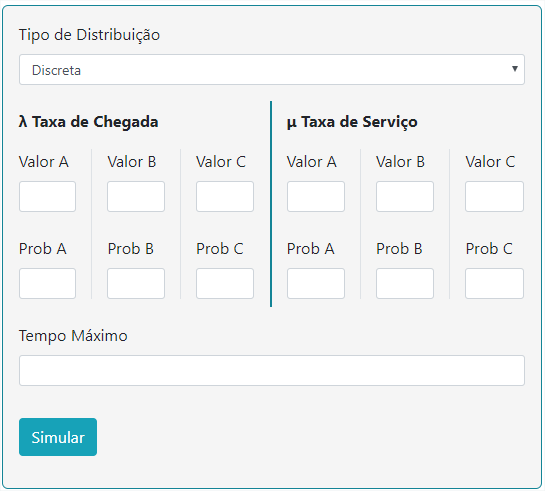 Tipo de Distribuição
Discreta
λ Taxa de Chegada
μ Taxa de Serviço
Valor A Valor B Valor C Valor A Valor B Valor C
Prob A Prob B Prob C Prob A Prob B Prob C
Tempo Máximo
Simular